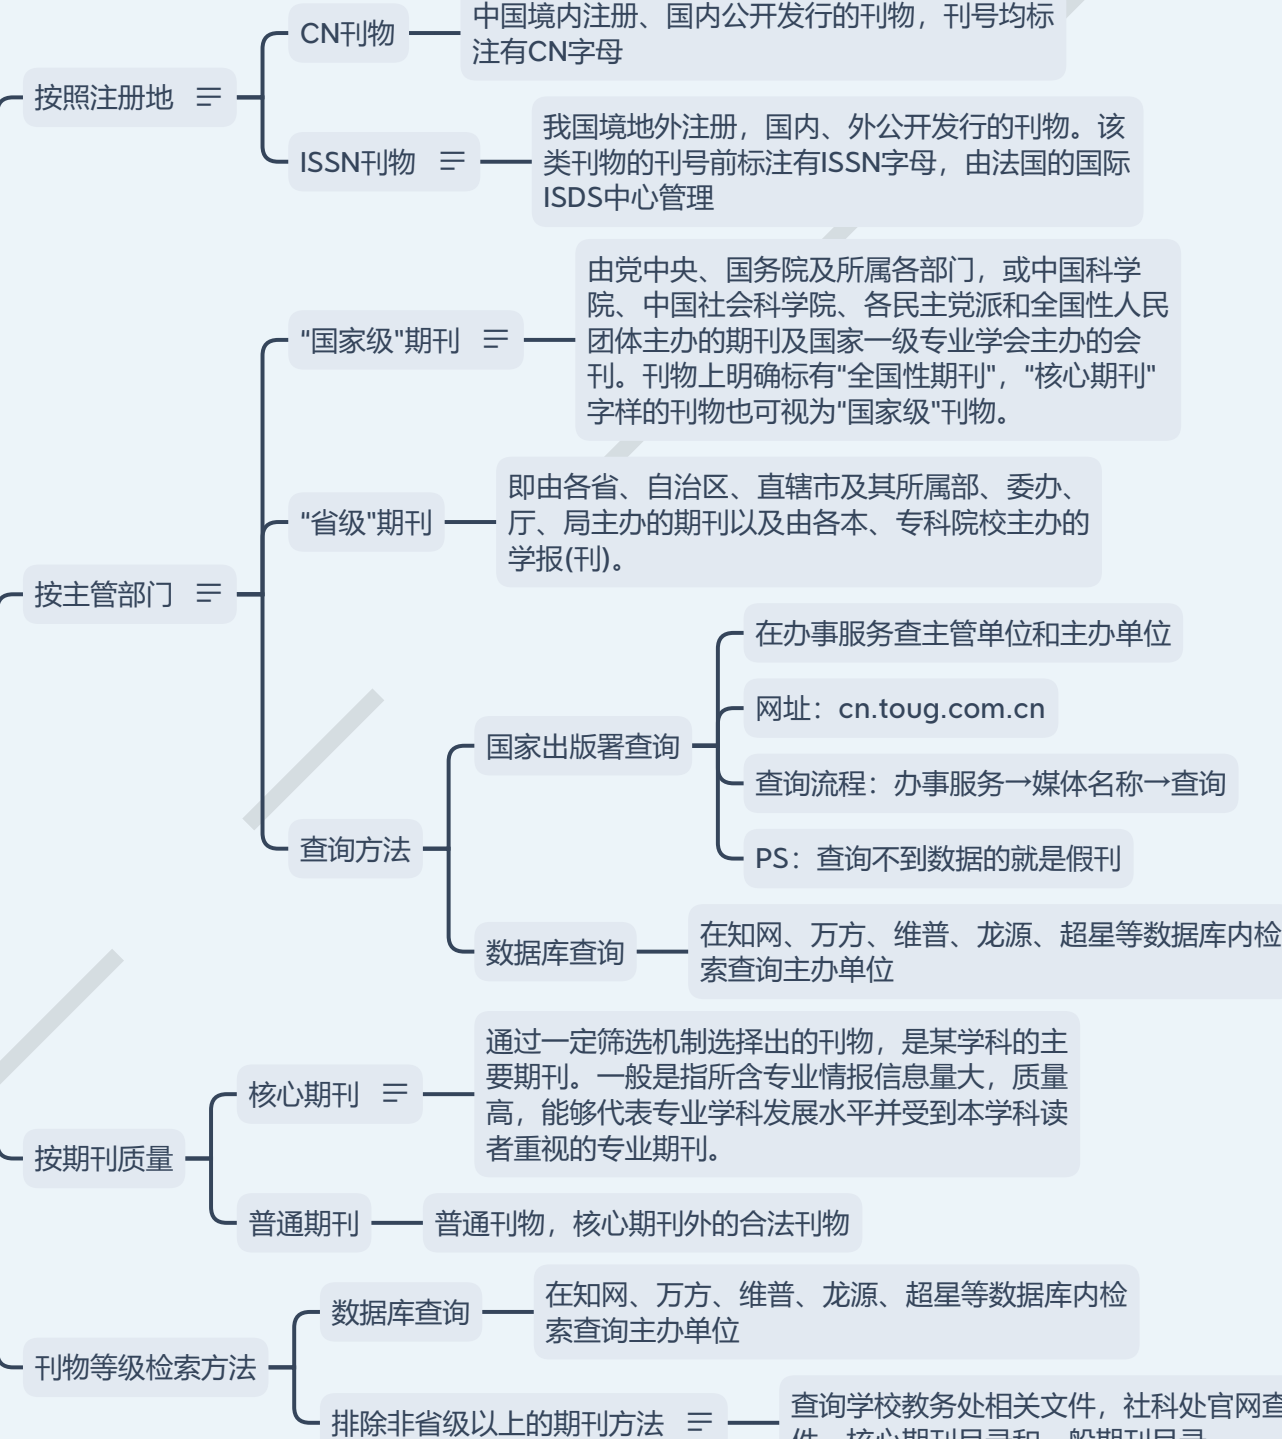 中国境内注册、国内公开发行的刊物，刊号均标
CN刊物
注有CN字母
按照注册地
我国境地外注册，国内、外公开发行的刊物。该
ISSN刊物
类刊物的刊号前标注有ISSN字母，由法国的国际
ISDS中心管理
由党中央、国务院及所属各部门，或中国科学
院、中国社会科学院、各民主党派和全国性人民
“国家级"期刊
团体主办的期刊及国家一级专业学会主办的会
刊。刊物上明确标有“全国性期刊"，“核心期刊"
字样的刊物也可视为“国家级"刊物。
即由各省、自治区、直辖市及其所属部、委办、
“省级"期刊
厅、局主办的期刊以及由各本、专科院校主办的
学报(刊)。
按主管部门
在办事服务查主管单位和主办单位
网址：cn.toug.com.cn
国家出版署查询
查询流程：办事服务→媒体名称→查询
查询方法
PS：查询不到数据的就是假刊
在知网、万方、维普、龙源、超星等数据库内检
数据库查询
索查询主办单位
通过一定筛选机制选择出的刊物，是某学科的主
要期刊。一般是指所含专业情报信息量大，质量
核心期刊
高，能够代表专业学科发展水平并受到本学科读
者重视的专业期刊。
按期刊质量
普通期刊
普通刊物，核心期刊外的合法刊物
在知网、万方、维普、龙源、超星等数据库内检
数据库查询
索查询主办单位
刊物等级检索方法
查询学校教务处相关文件，社科处官网查
排除非省级以上的期刊方法
件，核心期刊目录和一般期刊目录